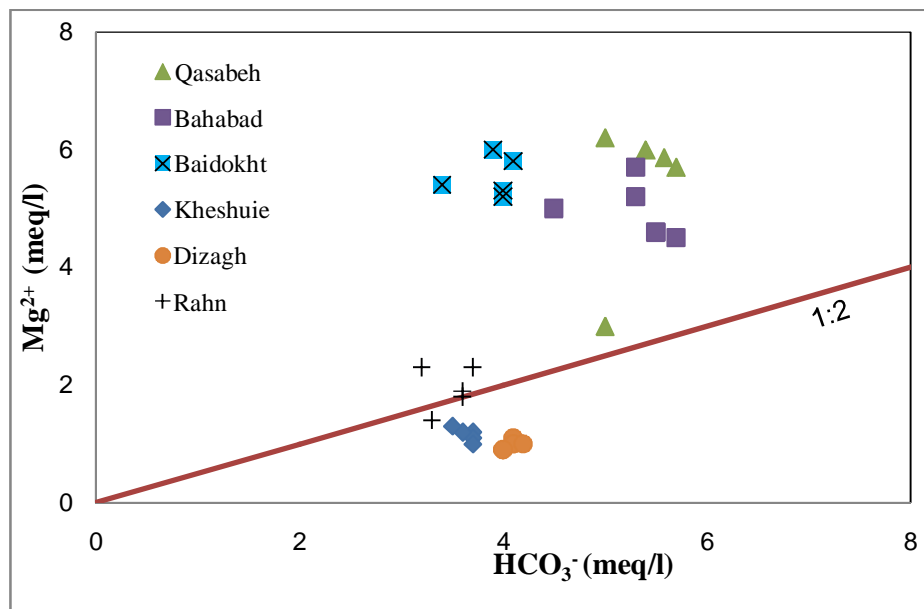 8
6
4
2
0
Mg²⁺ (meq/l)
Qasabeh
Bahabad
Baidokht
Kheshuie
Dizagh
Rahn
1:2
0 2 4 6 8
HCO₃⁻ (meq/l)